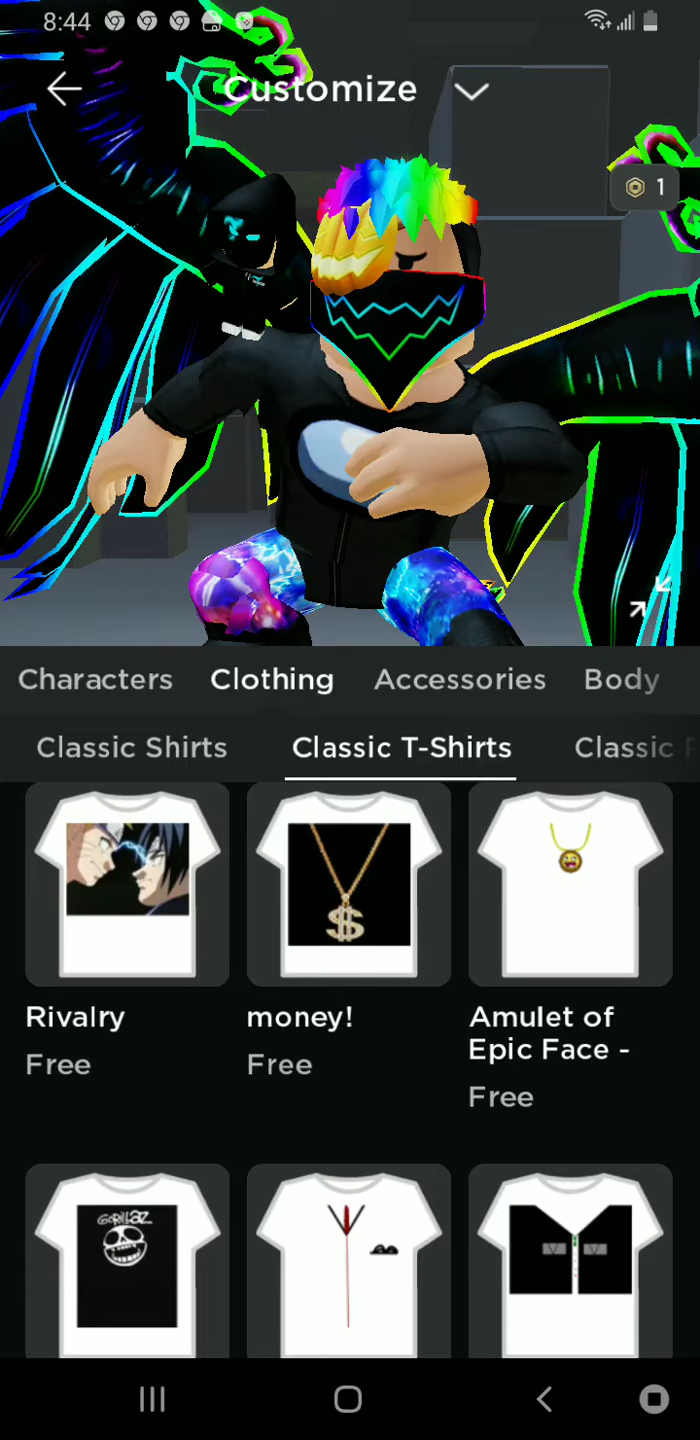 8:44
Customize
1
Characters Clothing Accessories Body
Classic Shirts Classic T-Shirts Classic
$
Rivalry money! Amulet of
Epic Face -
Free Free Free
GORILLAZ